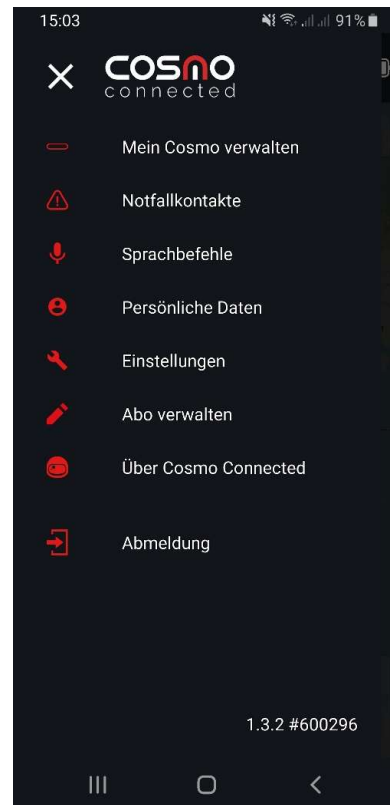 15:03
91%
COSMO
connected
Mein Cosmo verwalten
Notfallkontakte
Sprachbefehle
Persönliche Daten
Einstellungen
Abo verwalten
Über Cosmo Connected
Abmeldung
1.3.2 #600296